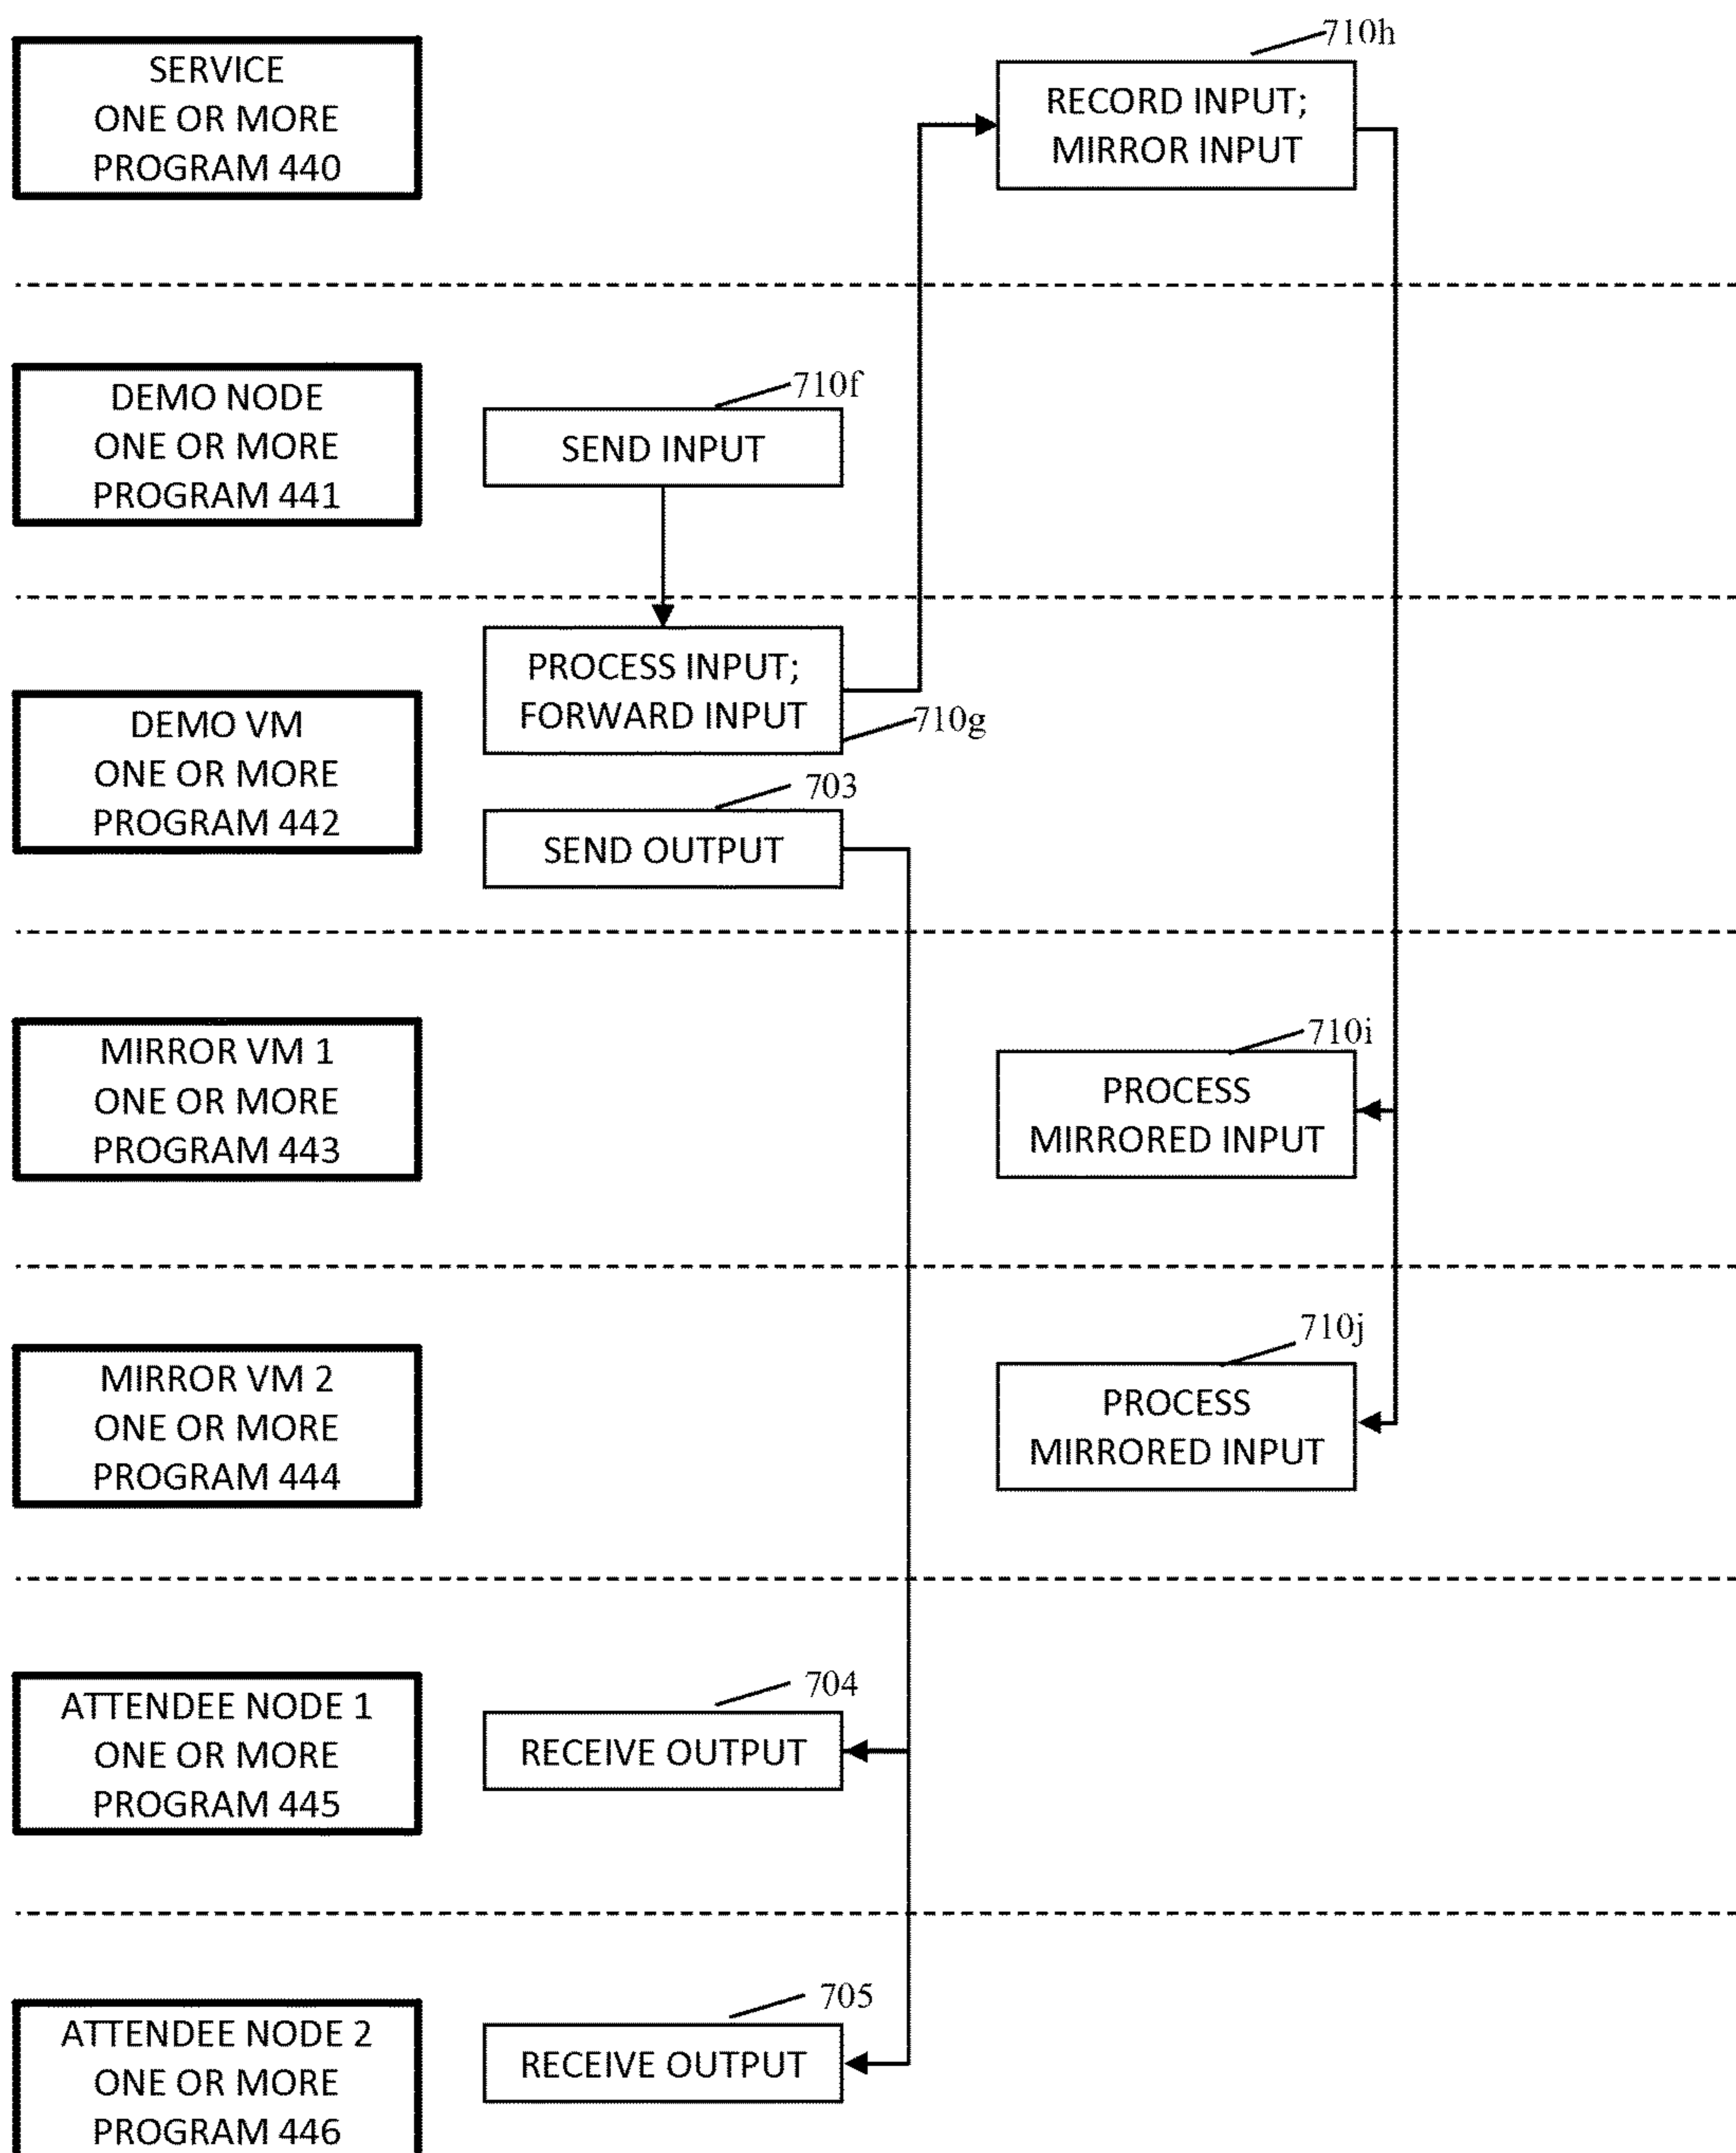 710h
SERVICE
ONE OR MORE
PROGRAM 440
RECORD INPUT;
MIRROR INPUT
710f
DEMO NODE
ONE OR MORE
PROGRAM 441
SEND INPUT
PROCESS INPUT;
FORWARD INPUT
710g
DEMO VM
ONE OR MORE
PROGRAM 442
703
SEND OUTPUT
710i
MIRROR VM 1
ONE OR MORE
PROGRAM 443
PROCESS
MIRRORED INPUT
710j
MIRROR VM 2
ONE OR MORE
PROGRAM 444
PROCESS
MIRRORED INPUT
704
ATTENDEE NODE 1
ONE OR MORE
PROGRAM 445
RECEIVE OUTPUT
705
ATTENDEE NODE 2
ONE OR MORE
PROGRAM 446
RECEIVE OUTPUT